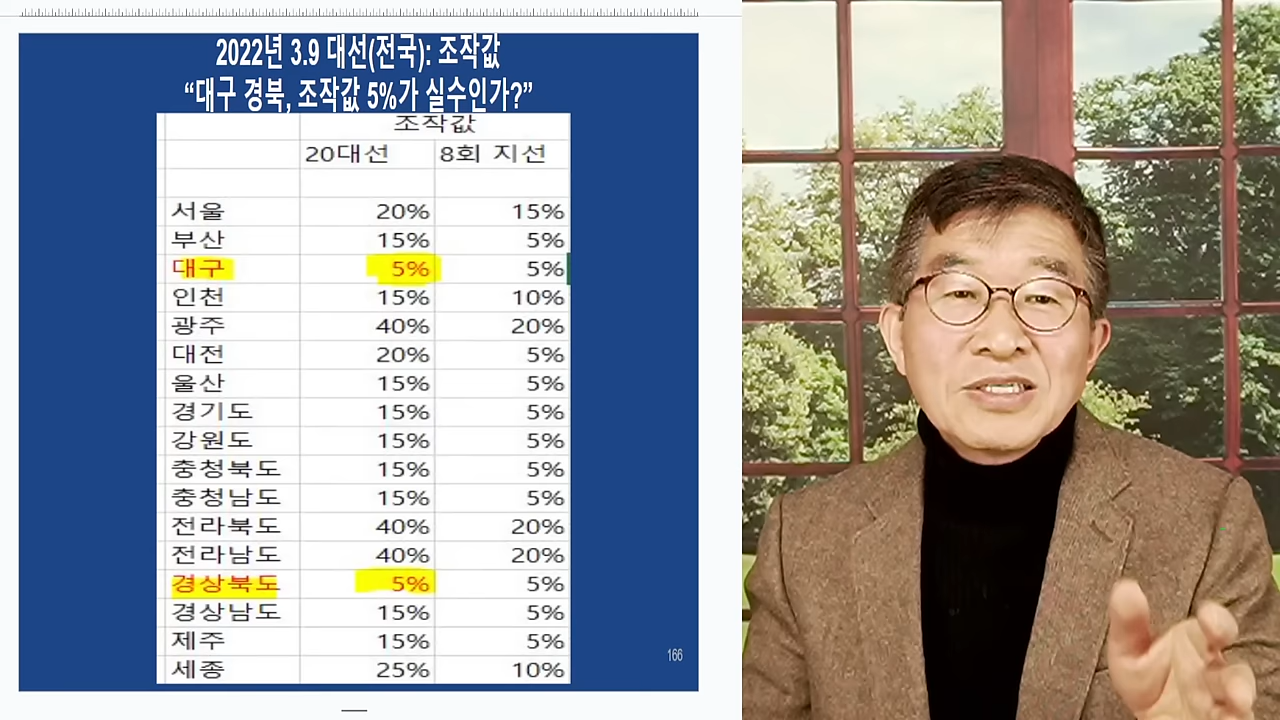 2022년 3.9 대선(전국): 조작값
“대구 경북, 조작값 5%가 실수인가?”
조작값
20대선 8회 지선
서울 20% 15%
부산 15% 5%
대구 5% 5%
인천 15% 10%
광주 40% 20%
대전 20% 5%
울산 15% 5%
경기도 15% 5%
강원도 15% 5%
충청북도 15% 5%
충청남도 15% 5%
전라북도 40% 20%
전라남도 40% 20%
경상북도 5% 5%
경상남도 15% 5%
제주 15% 5%
세종 25% 10%
166